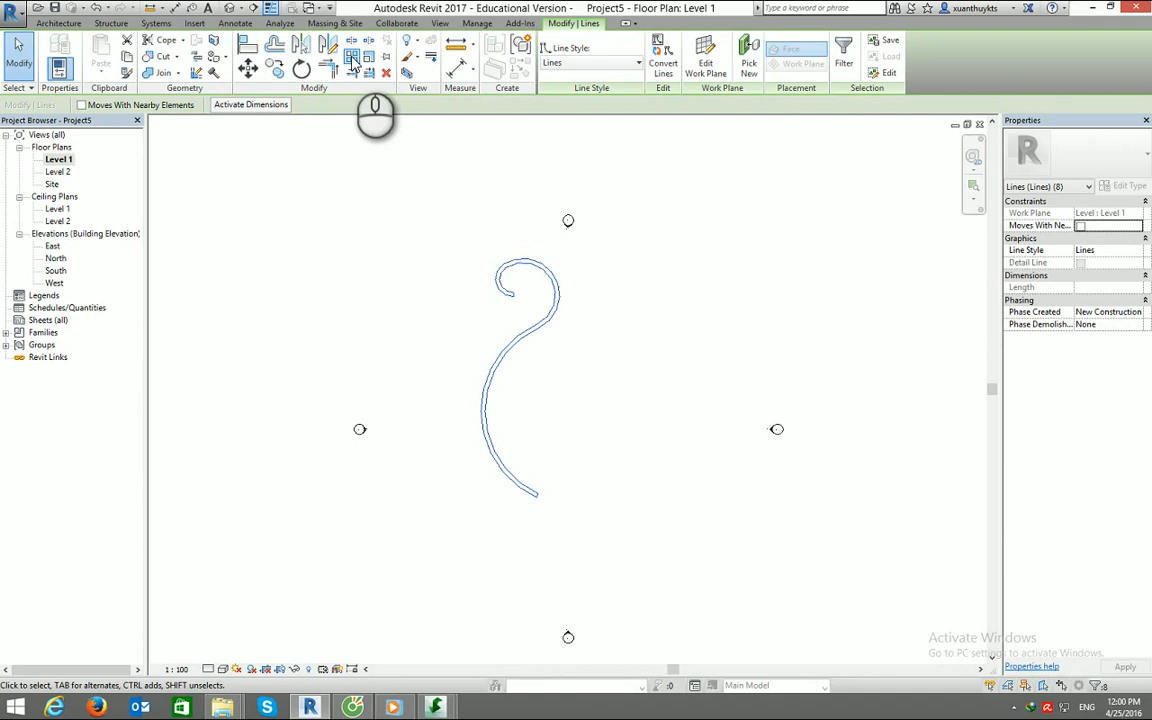 Autodesk Revit 2017 - Educational Version - Project5 - Floor Plan: Level 1
Type a keyword or phrase
xuanthuykts
Architecture Structure Systems Insert Annotate Analyze Massing & Site Collaborate View Manage Add-Ins Modify | Lines
Modify
Properties
Paste
Cope
Cut
Join
Line Style:
Lines
Convert Lines
Edit Work Plane
Pick New
Face
Work Plane
Filter
Save
Load
Edit
Select Properties Clipboard Geometry Modify View Measure Create Line Style Edit Work Plane Placement Selection
Modify | Lines Moves With Nearby Elements Activate Dimensions
Project Browser - Project5
Views (all)
Floor Plans
Level 1
Level 2
Site
Ceiling Plans
Level 1
Level 2
Elevations (Building Elevation)
East
North
South
West
Legends
Schedules/Quantities
Sheets (all)
Families
Groups
Revit Links
Properties
Lines (Lines) (8) Edit Type
Constraints
Work Plane Level : Level 1
Moves With Ne...
Graphics
Line Style Lines
Detail Line
Dimensions
Length
Phasing
Phase Created New Construction
Phase Demolish... None
Activate Windows
Go to PC settings to activate Windows.
Properties help Apply
1 : 100
Click to select, TAB for alternates, CTRL adds, SHIFT unselects.
:0
Main Model
:8
ENG
12:00 PM
4/25/2016